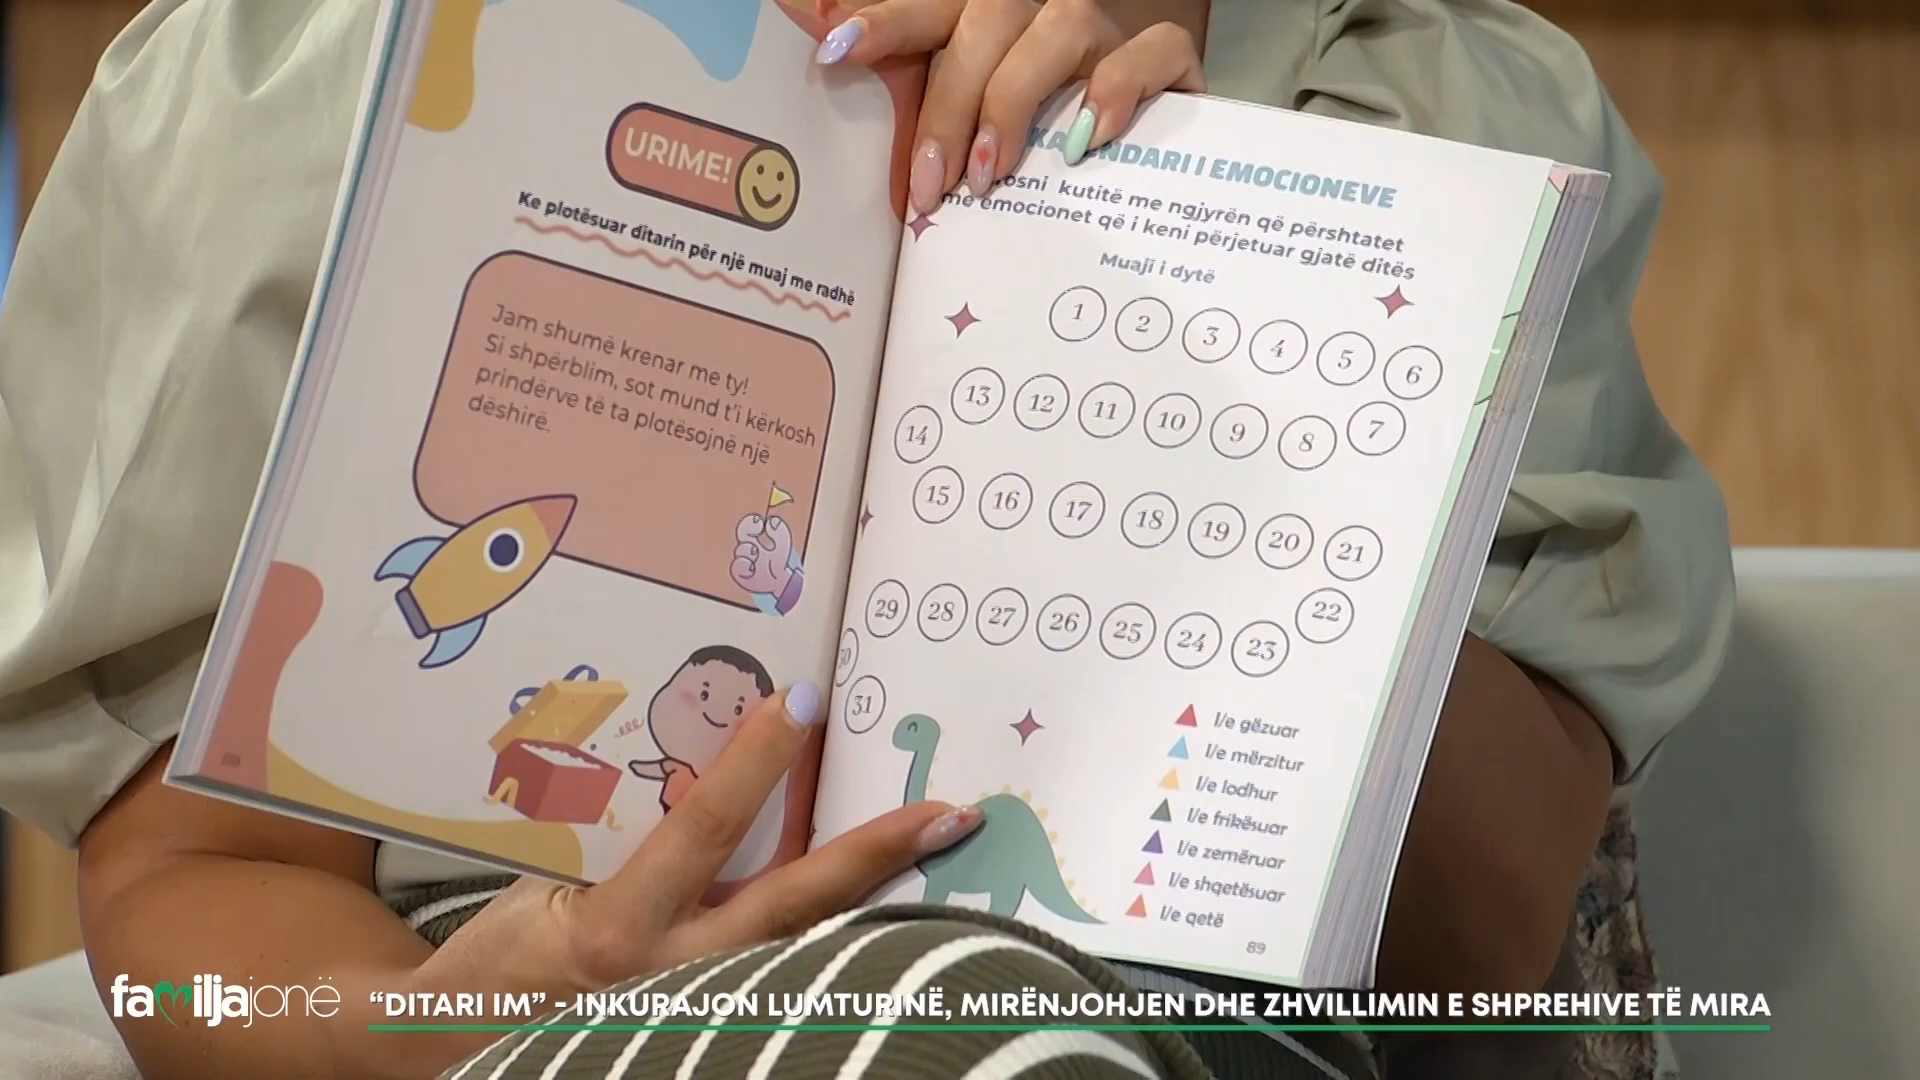 URIME!
Ke plotësuar ditarin për një muaj me radhë
Jam shumë krenar me ty!
Si shpërblim, sot mund t'i kërkosh
prindërve të ta plotësojnë një
dëshirë.
KALENDARI I EMOCIONEVE
kutitë me ngjyrën që përshtatet
me emocionet që i keni përjetuar gjatë ditës
Muaji i dytë
1 2 3 4 5 6
13 12 11 10 9 8 7
14
15 16 17 18 19 20 21
22
29 28 27 26 25 24 23
30
31
I/e gëzuar
I/e mërzitur
I/e lodhur
I/e frikësuar
I/e zemëruar
I/e shqetësuar
I/e qetë
89
familjajonë
“DITARI IM” - INKURAJON LUMTURINË, MIRËNJOHJEN DHE ZHVILLIMIN E SHPREHIVE TË MIRA